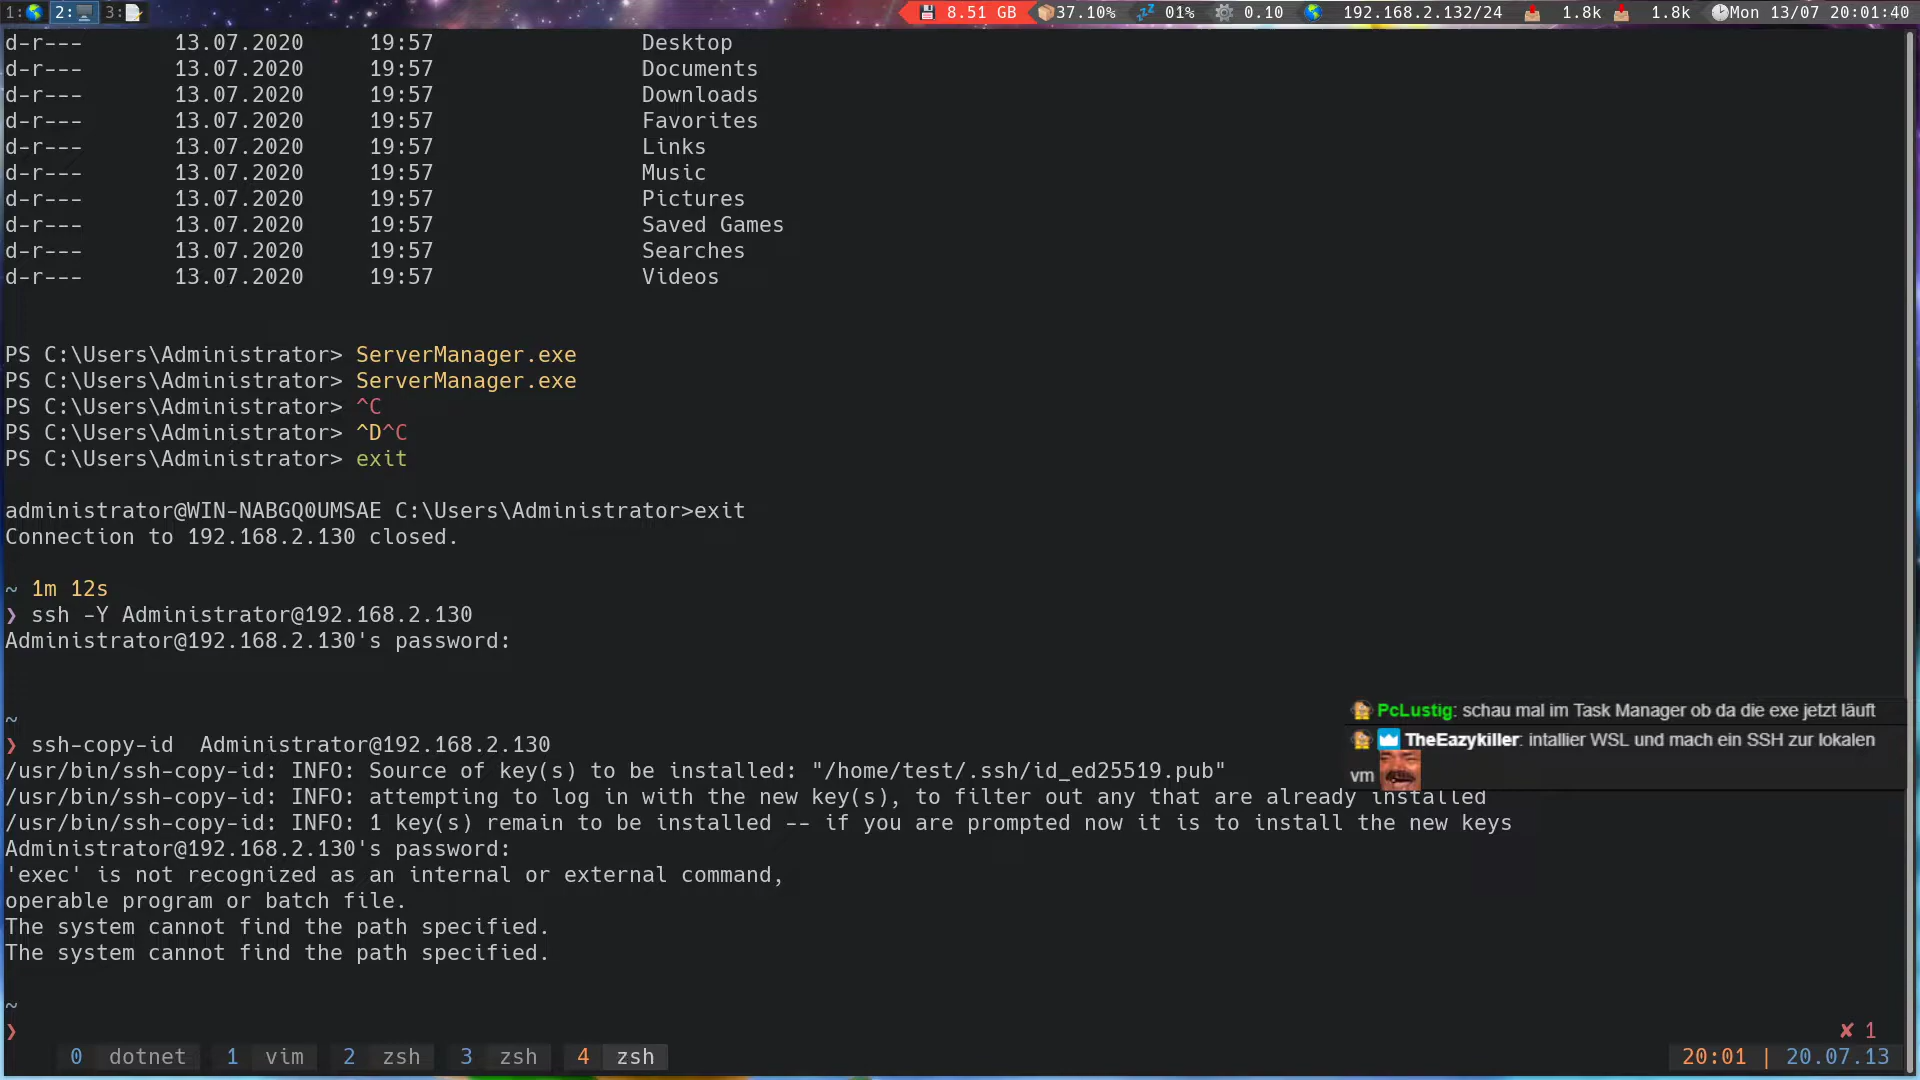 1: 2: 3: 8.51 GB 37.10% 01% 0.10 192.168.2.132/24 1.8k 1.8k Mon 13/07 20:01:40
d-r--- 13.07.2020 19:57 Desktop
d-r--- 13.07.2020 19:57 Documents
d-r--- 13.07.2020 19:57 Downloads
d-r--- 13.07.2020 19:57 Favorites
d-r--- 13.07.2020 19:57 Links
d-r--- 13.07.2020 19:57 Music
d-r--- 13.07.2020 19:57 Pictures
d-r--- 13.07.2020 19:57 Saved Games
d-r--- 13.07.2020 19:57 Searches
d-r--- 13.07.2020 19:57 Videos
PS C:\Users\Administrator> ServerManager.exe
PS C:\Users\Administrator> ServerManager.exe
PS C:\Users\Administrator> ^C
PS C:\Users\Administrator> ^D^C
PS C:\Users\Administrator> exit
administrator@WIN-NABGQ0UMSAE C:\Users\Administrator>exit
Connection to 192.168.2.130 closed.
~ 1m 12s
❯ ssh -Y Administrator@192.168.2.130
Administrator@192.168.2.130's password:
~
❯ ssh-copy-id  Administrator@192.168.2.130
/usr/bin/ssh-copy-id: INFO: Source of key(s) to be installed: "/home/test/.ssh/id_ed25519.pub"
/usr/bin/ssh-copy-id: INFO: attempting to log in with the new key(s), to filter out any that are already installed
/usr/bin/ssh-copy-id: INFO: 1 key(s) remain to be installed -- if you are prompted now it is to install the new keys
Administrator@192.168.2.130's password:
'exec' is not recognized as an internal or external command,
operable program or batch file.
The system cannot find the path specified.
The system cannot find the path specified.
~
❯ ✘ 1
PcLustig: schau mal im Task Manager ob da die exe jetzt läuft
TheEazykiller: intallier WSL und mach ein SSH zur lokalen
vm
0 dotnet 1 vim 2 zsh 3 zsh 4 zsh 20:01 | 20.07.13